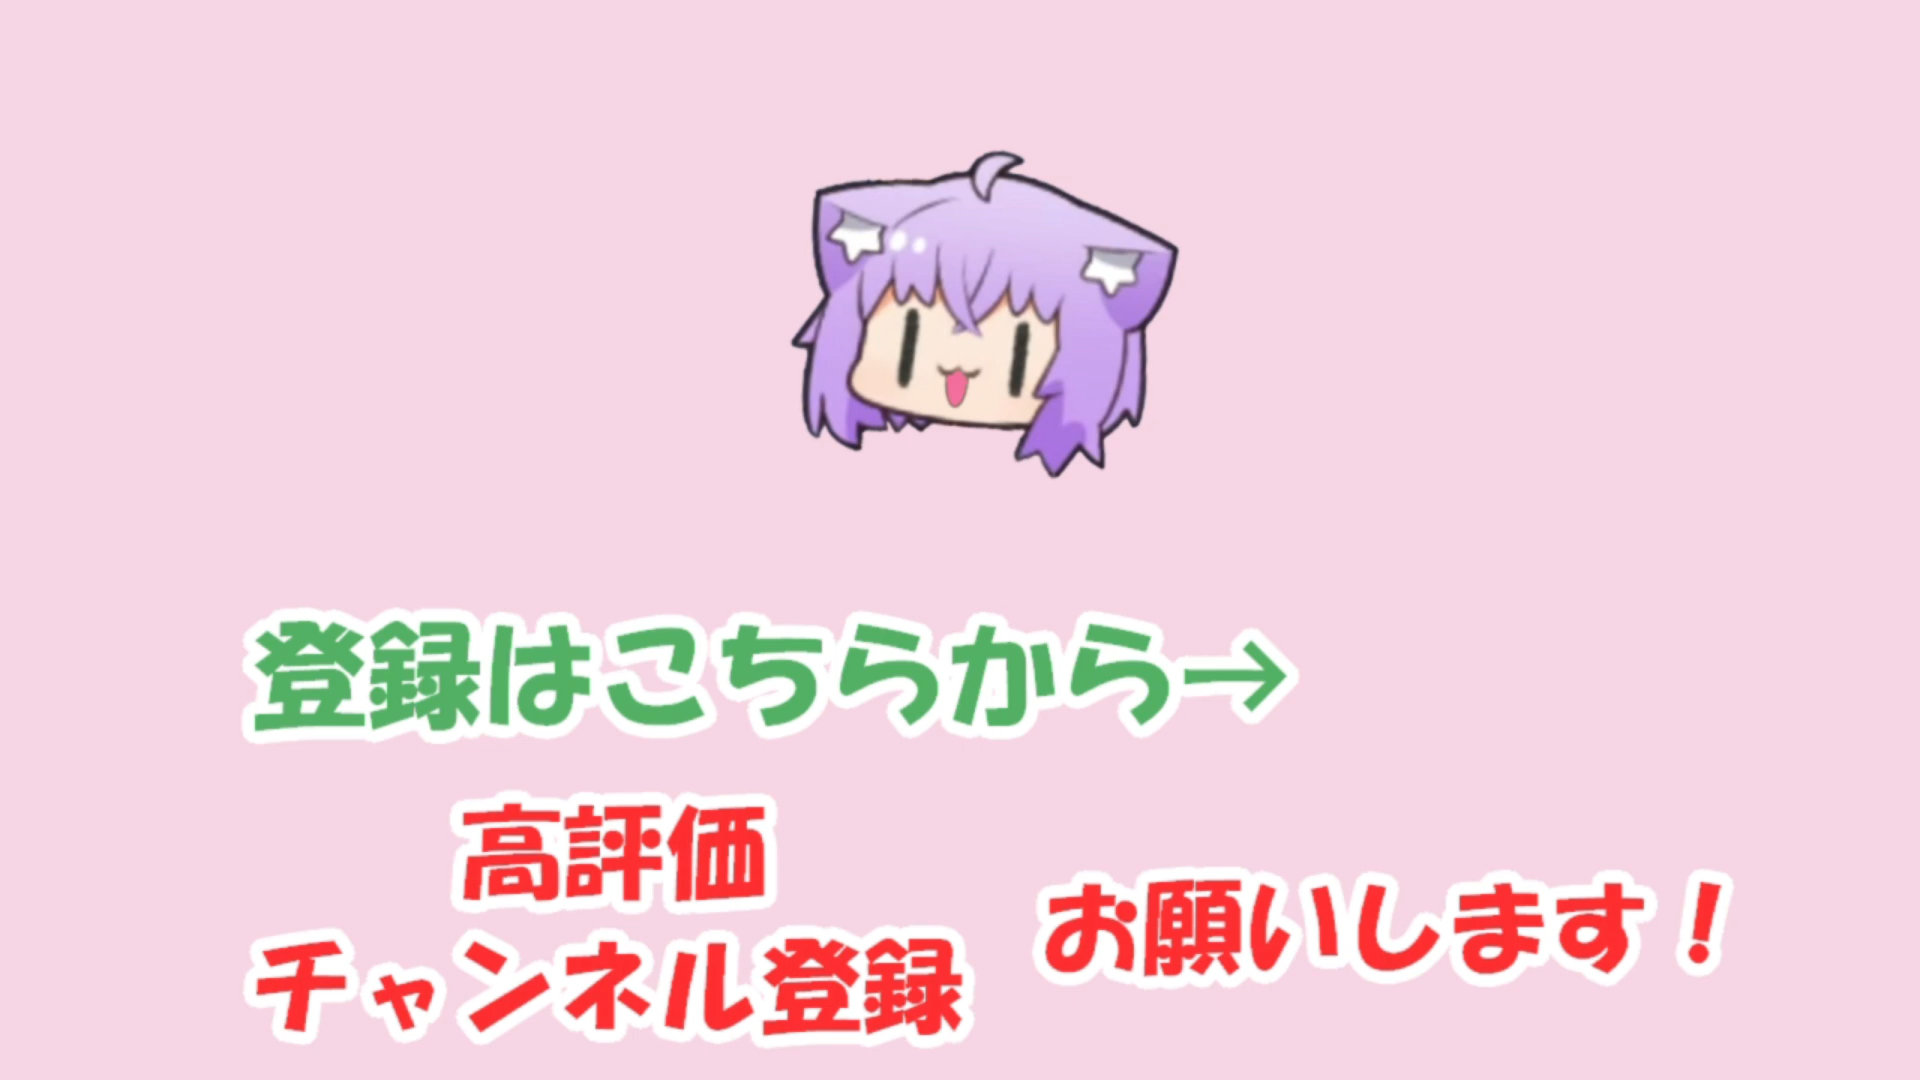 登録はこちらから→
高評価
チャンネル登録
お願いします！